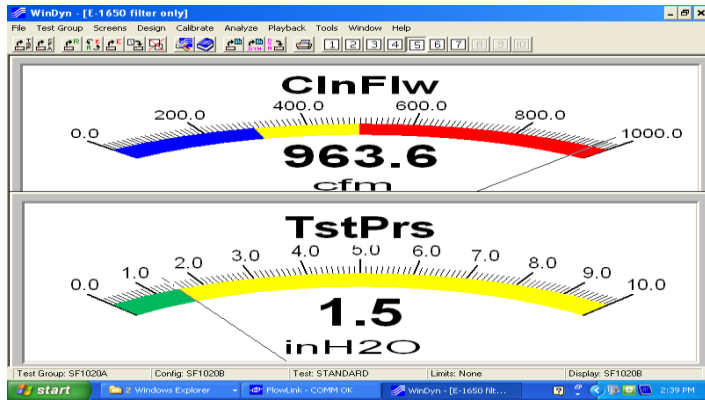 WinDyn - [E-1650 filter only]
File Test Group Screens Design Calibrate Analyze Playback Tools Window Help
1 2 3 4 5 6 7 8 9 10
ClnFlw
0.0 200.0 400.0 600.0 800.0 1000.0
963.6
cfm
TstPrs
0.0 1.0 2.0 3.0 4.0 5.0 6.0 7.0 8.0 9.0 10.0
1.5
inH2O
Test Group: SF1020A Config: SF1020B Test: STANDARD Limits: None Display: SF1020B
start 2 Windows Explorer FlowLink - COMM OK WinDyn - [E-1650 filt... 2:39 PM